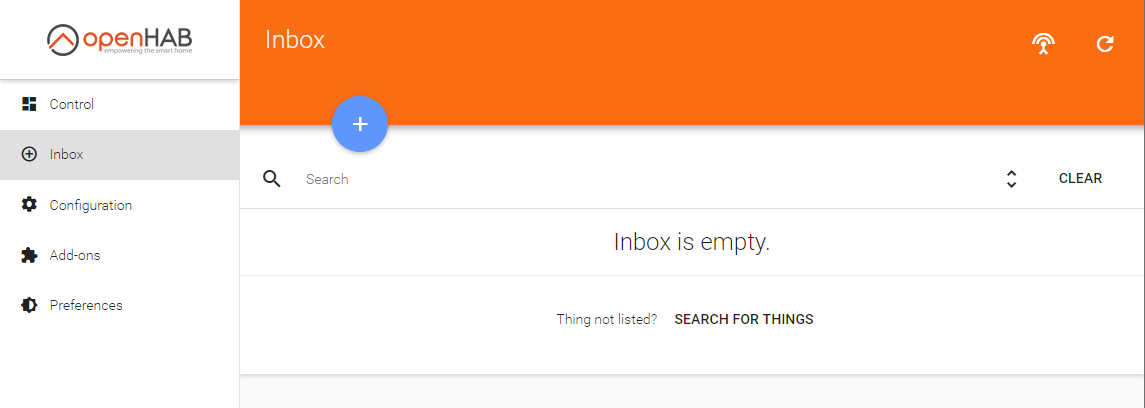 openHAB
empowering the smart home
Inbox
Control
Inbox
Configuration
Add-ons
Preferences
Search
CLEAR
Inbox is empty.
Thing not listed? SEARCH FOR THINGS